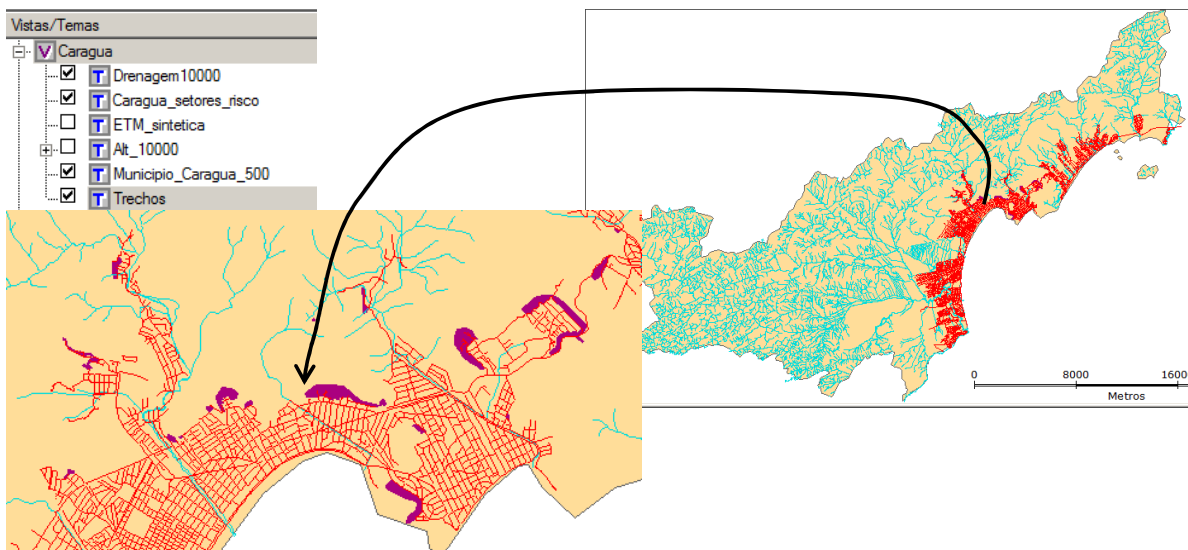 Vistas/Temas
Caragua
Drenagem10000
Caragua_setores_risco
ETM_sintetica
Alt_10000
Municipio_Caragua_500
Trechos
0 8000 1600
Metros